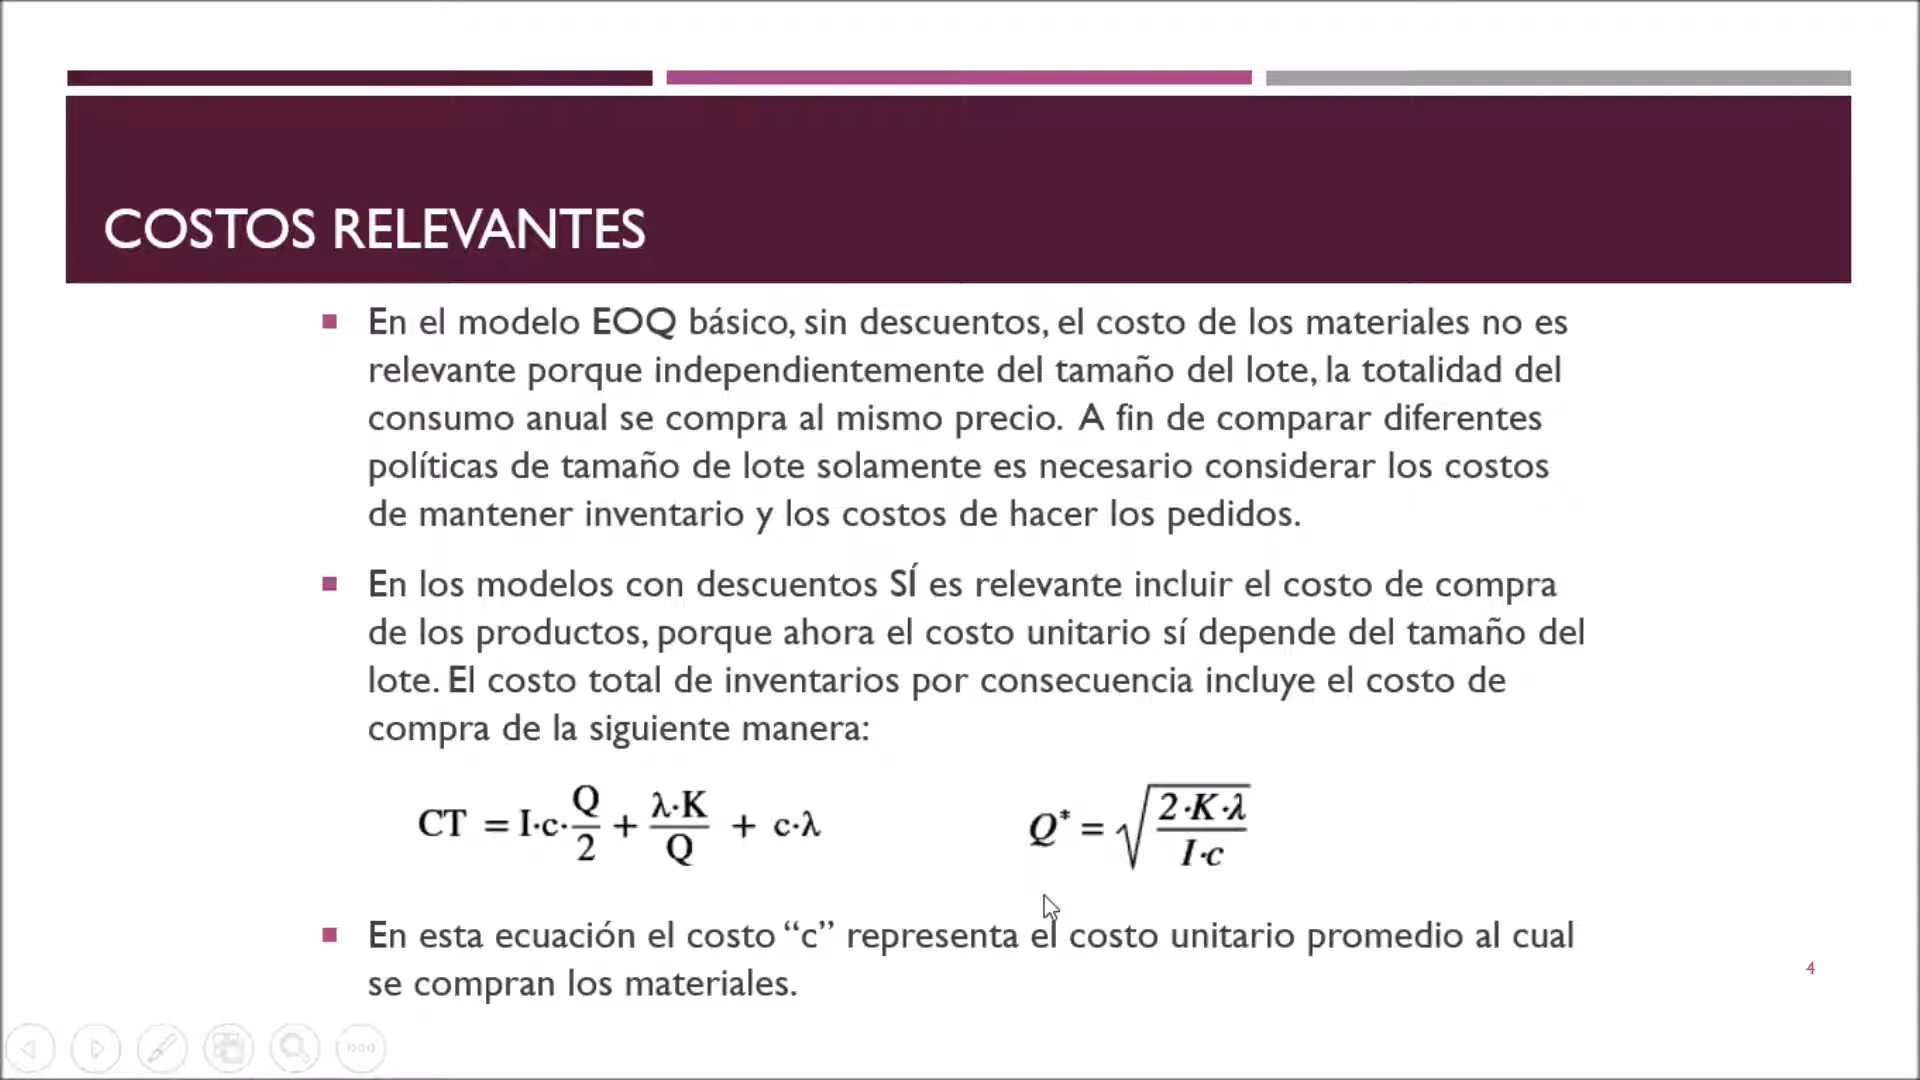 COSTOS RELEVANTES
En el modelo EOQ básico, sin descuentos, el costo de los materiales no es
relevante porque independientemente del tamaño del lote, la totalidad del
consumo anual se compra al mismo precio. A fin de comparar diferentes
políticas de tamaño de lote solamente es necesario considerar los costos
de mantener inventario y los costos de hacer los pedidos.
En los modelos con descuentos SÍ es relevante incluir el costo de compra
de los productos, porque ahora el costo unitario sí depende del tamaño del
lote. El costo total de inventarios por consecuencia incluye el costo de
compra de la siguiente manera:
CT = I·c·Q/2 + λ·K/Q + c·λ
Q* = √(2·K·λ / I·c)
En esta ecuación el costo “c” representa el costo unitario promedio al cual
se compran los materiales.
4